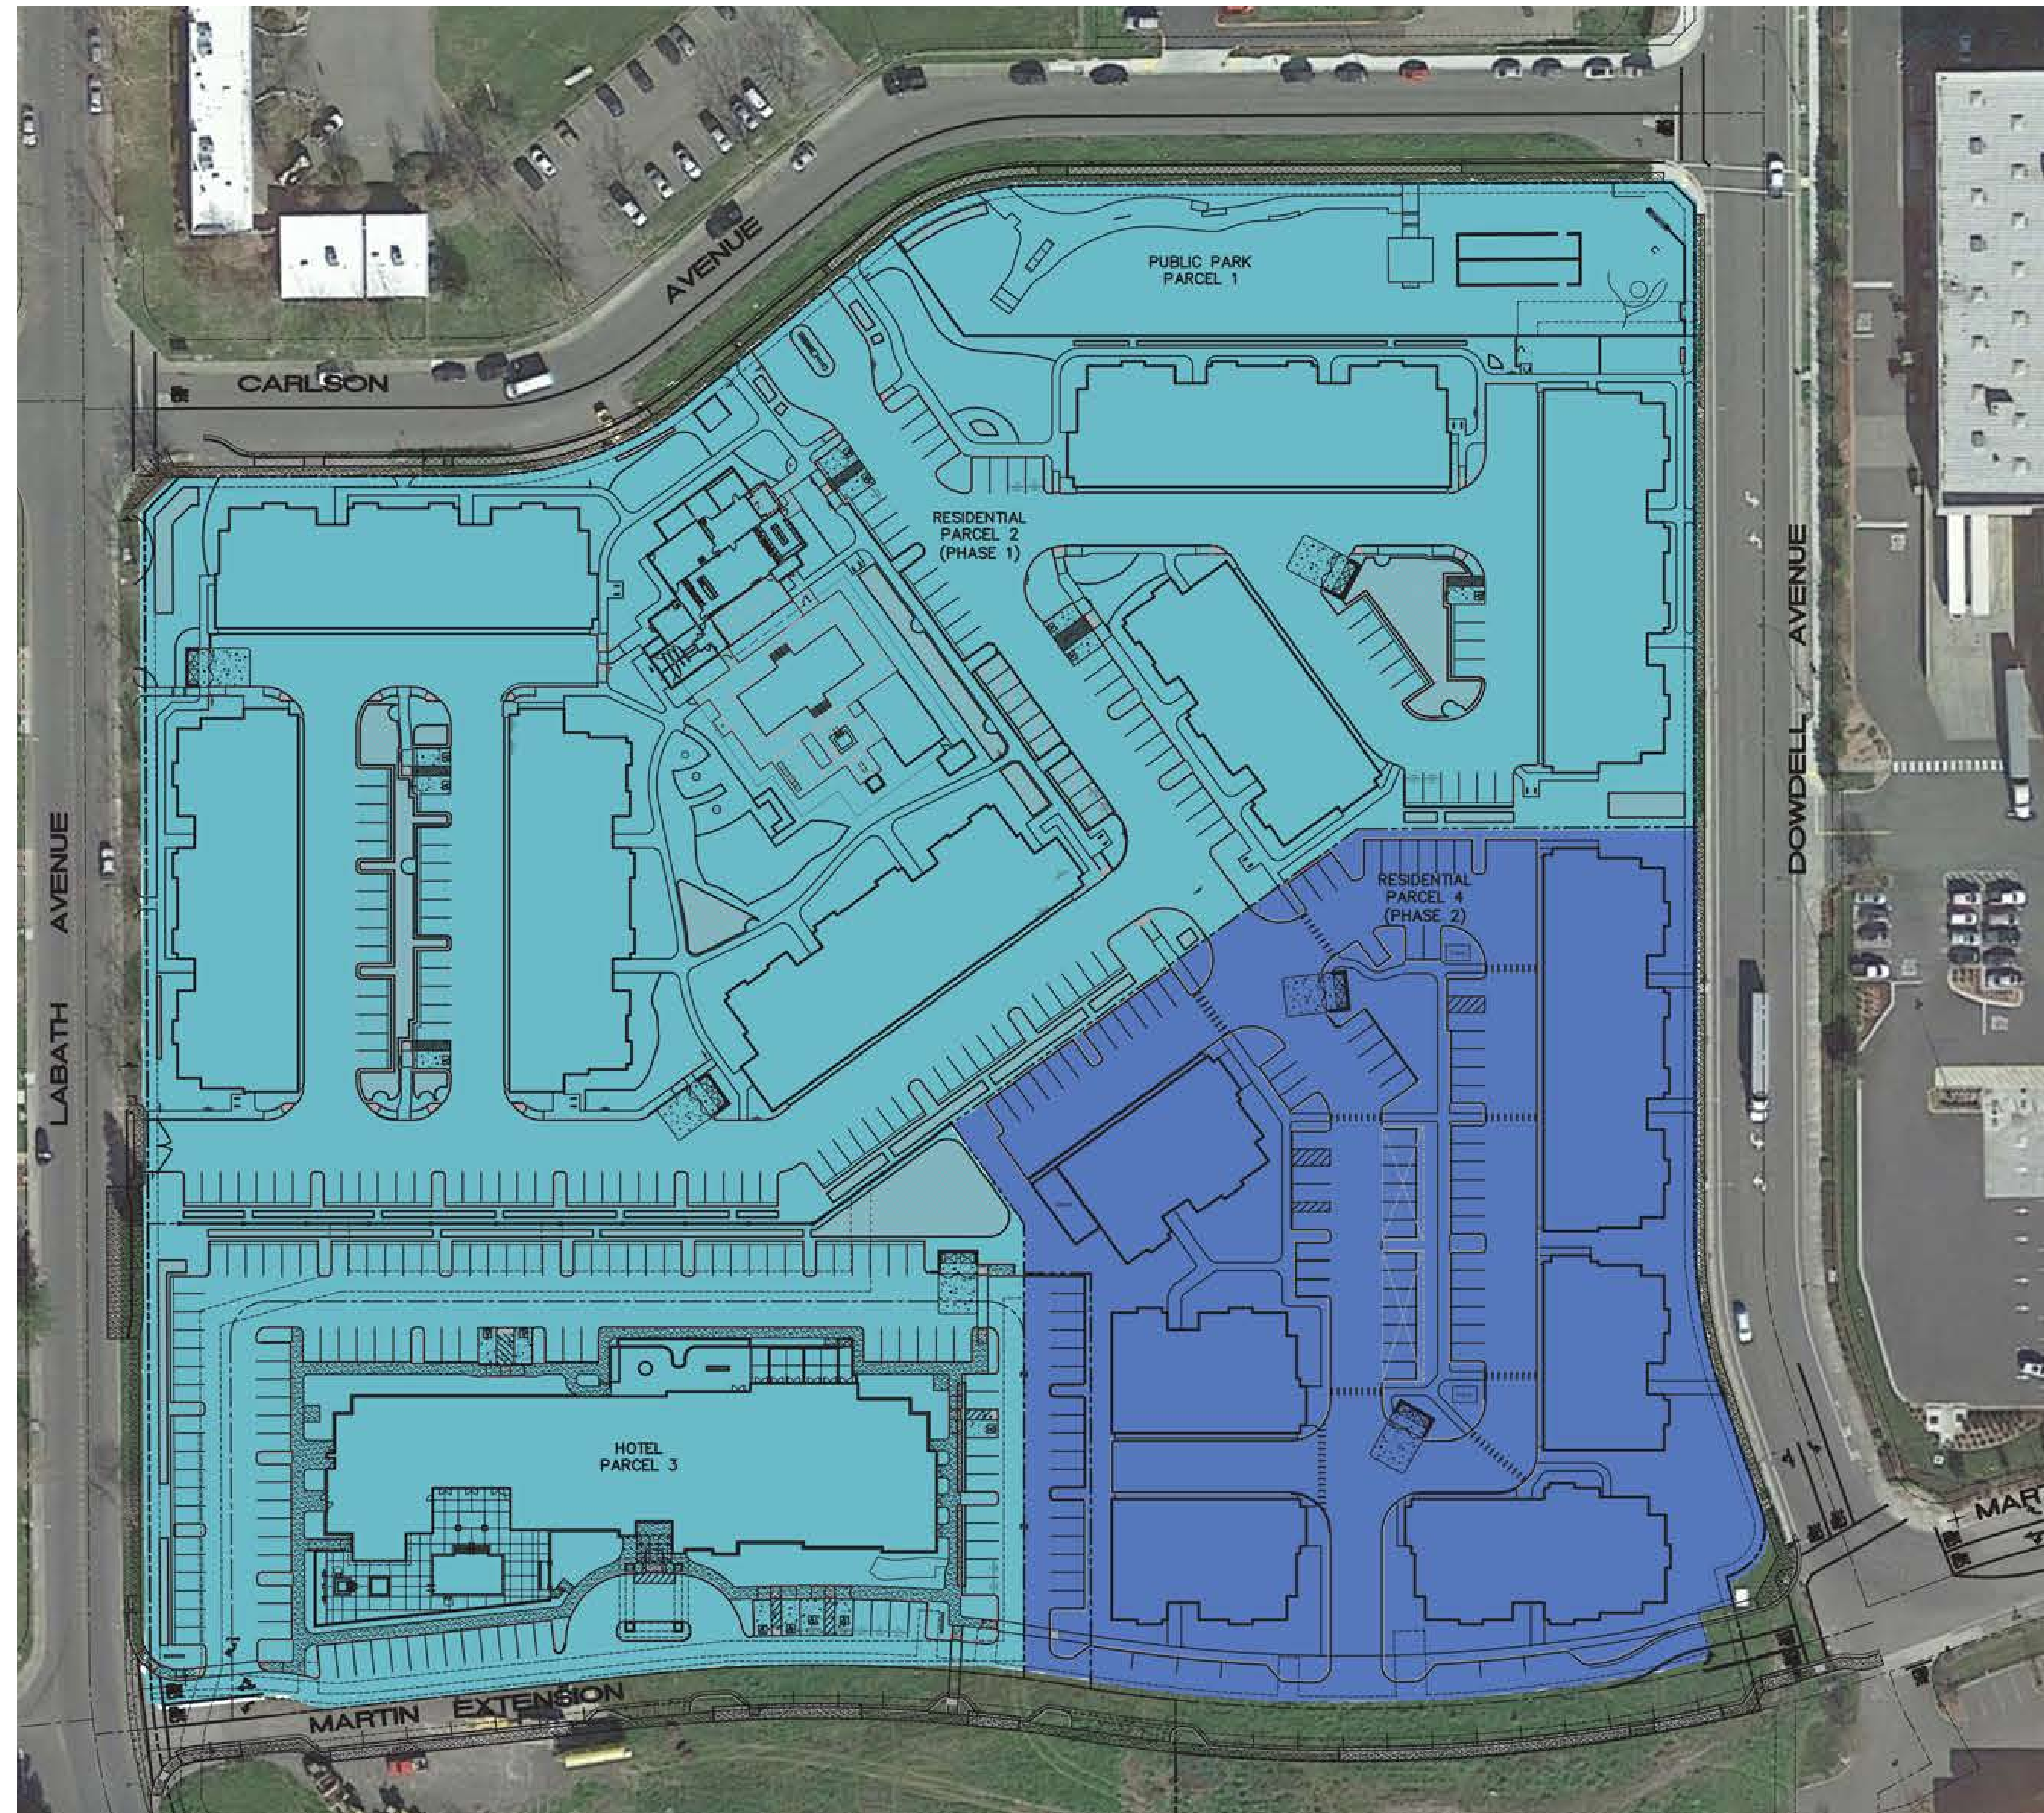 PUBLIC PARK
PARCEL 1
AVENUE
CARLSON
RESIDENTIAL
PARCEL 2
(PHASE 1)
DOWDELL AVENUE
LABATH AVENUE
RESIDENTIAL
PARCEL 4
(PHASE 2)
HOTEL
PARCEL 3
MART
MARTIN EXTENSION